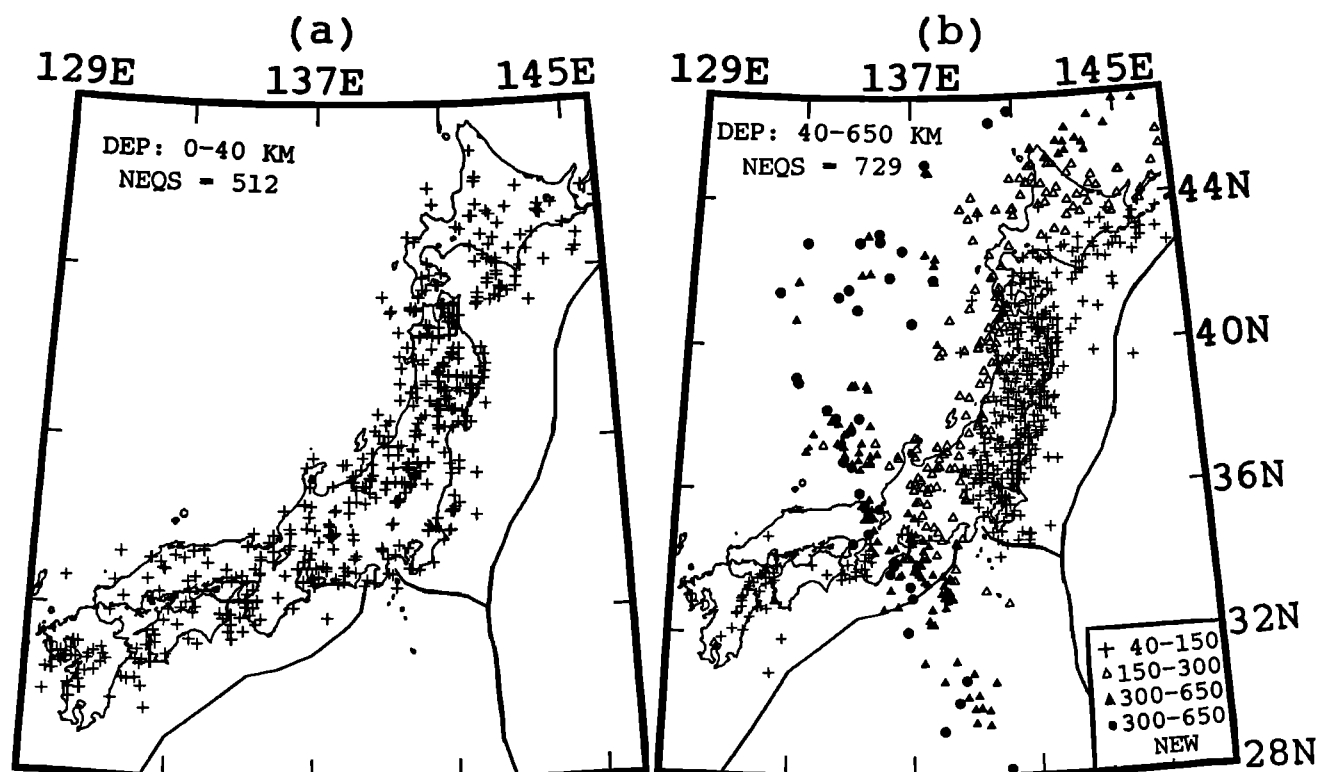 (a)
129E 137E 145E
DEP: 0-40 KM
NEQS = 512
(b)
129E 137E 145E
DEP: 40-650 KM
NEQS = 729
44N
40N
36N
32N
28N
+ 40-150
△ 150-300
▲ 300-650
● 300-650
NEW